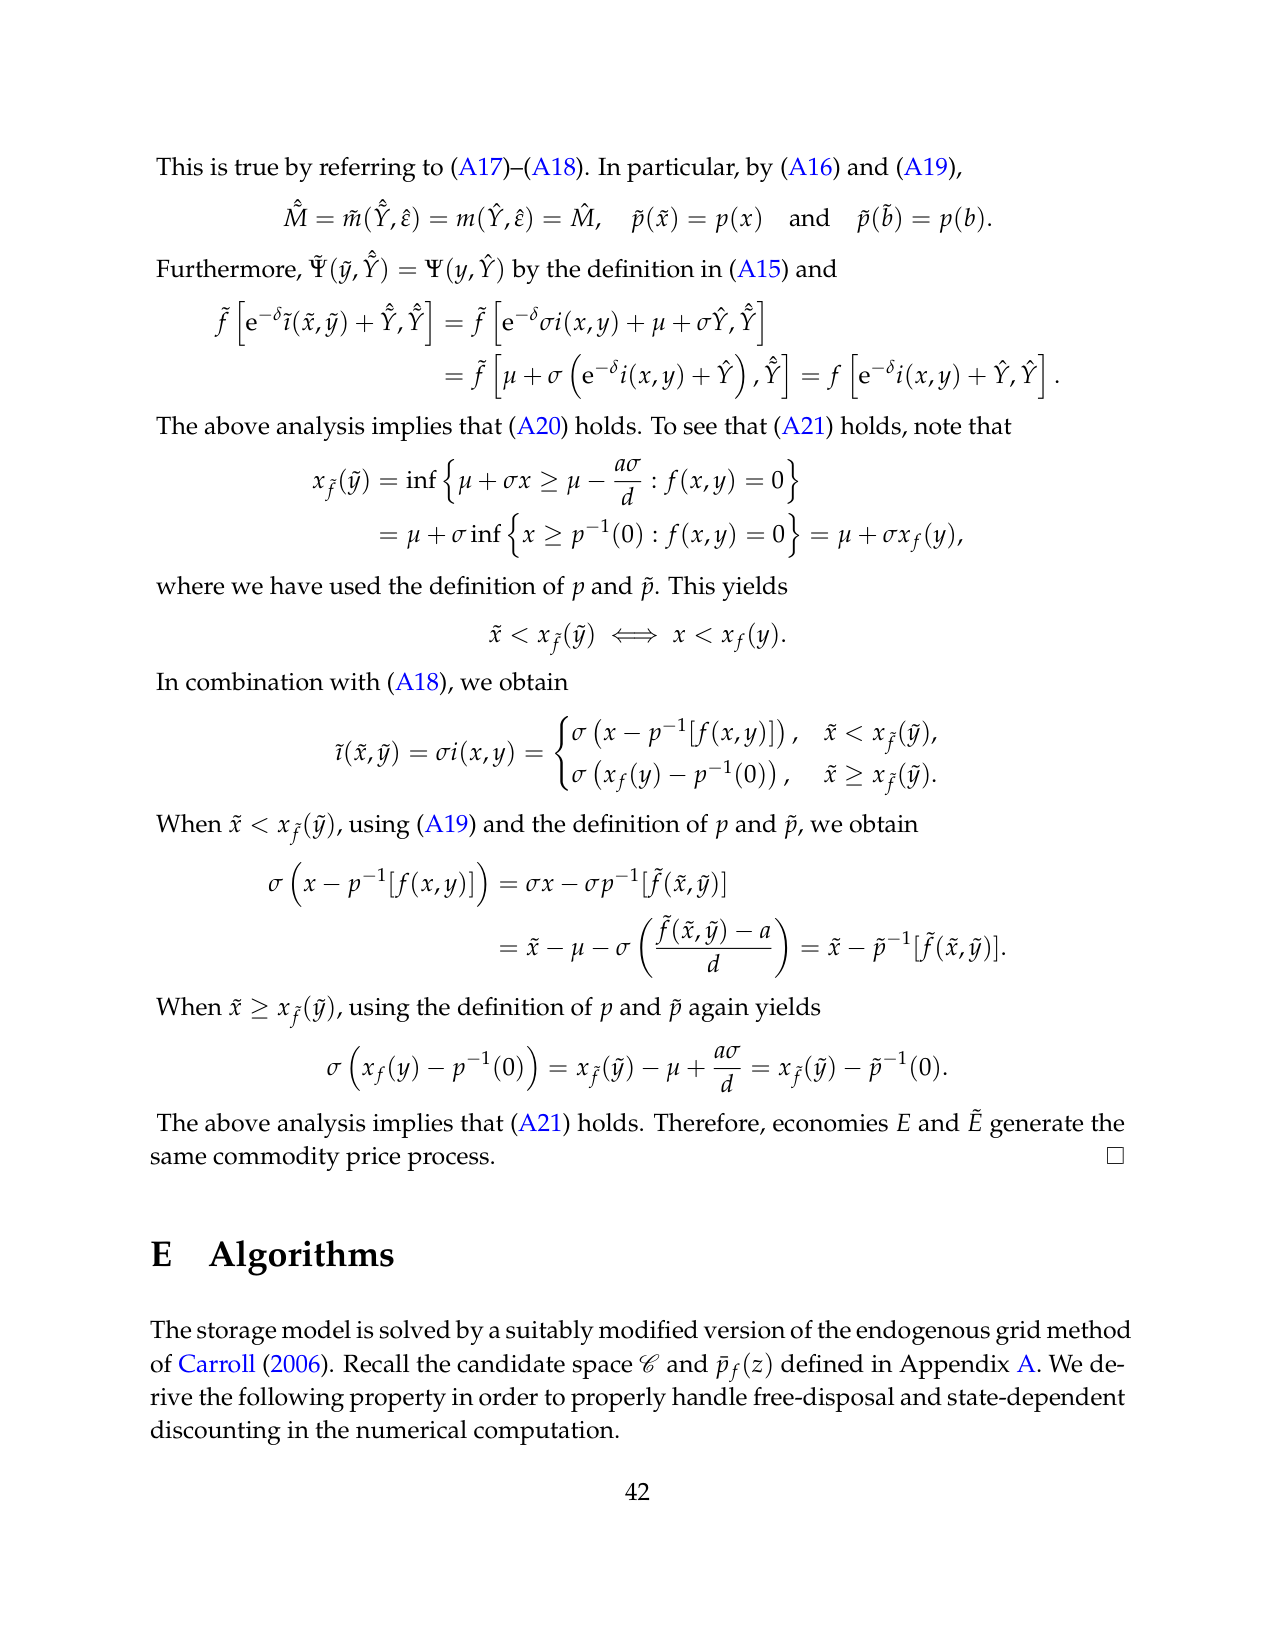 This is true by referring to (A17)–(A18). In particular, by (A16) and (A19),
$\hat{\tilde{M}} = \tilde{m}(\hat{\tilde{Y}}, \hat{\varepsilon}) = m(\hat{Y}, \hat{\varepsilon}) = \hat{M}, \quad \tilde{p}(\tilde{x}) = p(x) \quad \text{and} \quad \tilde{p}(\tilde{b}) = p(b).$
Furthermore, $\tilde{\Psi}(\tilde{y}, \hat{\tilde{Y}}) = \Psi(y, \hat{Y})$ by the definition in (A15) and
$\tilde{f}\left[e^{-\delta}\tilde{\imath}(\tilde{x}, \tilde{y}) + \hat{\tilde{Y}}, \hat{\tilde{Y}}\right] = \tilde{f}\left[e^{-\delta}\sigma i(x, y) + \mu + \sigma\hat{Y}, \hat{\tilde{Y}}\right]$
$= \tilde{f}\left[\mu + \sigma\left(e^{-\delta}i(x, y) + \hat{Y}\right), \hat{\tilde{Y}}\right] = f\left[e^{-\delta}i(x, y) + \hat{Y}, \hat{Y}\right].$
The above analysis implies that (A20) holds. To see that (A21) holds, note that
$x_{\tilde{f}}(\tilde{y}) = \inf\left\{\mu + \sigma x \geq \mu - \frac{a\sigma}{d} : f(x, y) = 0\right\}$
$= \mu + \sigma \inf\left\{x \geq p^{-1}(0) : f(x, y) = 0\right\} = \mu + \sigma x_f(y),$
where we have used the definition of $p$ and $\tilde{p}$. This yields
$\tilde{x} < x_{\tilde{f}}(\tilde{y}) \iff x < x_f(y).$
In combination with (A18), we obtain
$\tilde{\imath}(\tilde{x}, \tilde{y}) = \sigma i(x, y) = \begin{cases} \sigma\left(x - p^{-1}[f(x, y)]\right), & \tilde{x} < x_{\tilde{f}}(\tilde{y}), \\ \sigma\left(x_f(y) - p^{-1}(0)\right), & \tilde{x} \geq x_{\tilde{f}}(\tilde{y}). \end{cases}$
When $\tilde{x} < x_{\tilde{f}}(\tilde{y})$, using (A19) and the definition of $p$ and $\tilde{p}$, we obtain
$\sigma\left(x - p^{-1}[f(x, y)]\right) = \sigma x - \sigma p^{-1}[\tilde{f}(\tilde{x}, \tilde{y})]$
$= \tilde{x} - \mu - \sigma\left(\frac{\tilde{f}(\tilde{x}, \tilde{y}) - a}{d}\right) = \tilde{x} - \tilde{p}^{-1}[\tilde{f}(\tilde{x}, \tilde{y})].$
When $\tilde{x} \geq x_{\tilde{f}}(\tilde{y})$, using the definition of $p$ and $\tilde{p}$ again yields
$\sigma\left(x_f(y) - p^{-1}(0)\right) = x_{\tilde{f}}(\tilde{y}) - \mu + \frac{a\sigma}{d} = x_{\tilde{f}}(\tilde{y}) - \tilde{p}^{-1}(0).$
The above analysis implies that (A21) holds. Therefore, economies $E$ and $\tilde{E}$ generate the
same commodity price process. □
E Algorithms
The storage model is solved by a suitably modified version of the endogenous grid method
of Carroll (2006). Recall the candidate space $\mathscr{C}$ and $\bar{p}_f(z)$ defined in Appendix A. We de-
rive the following property in order to properly handle free-disposal and state-dependent
discounting in the numerical computation.
42